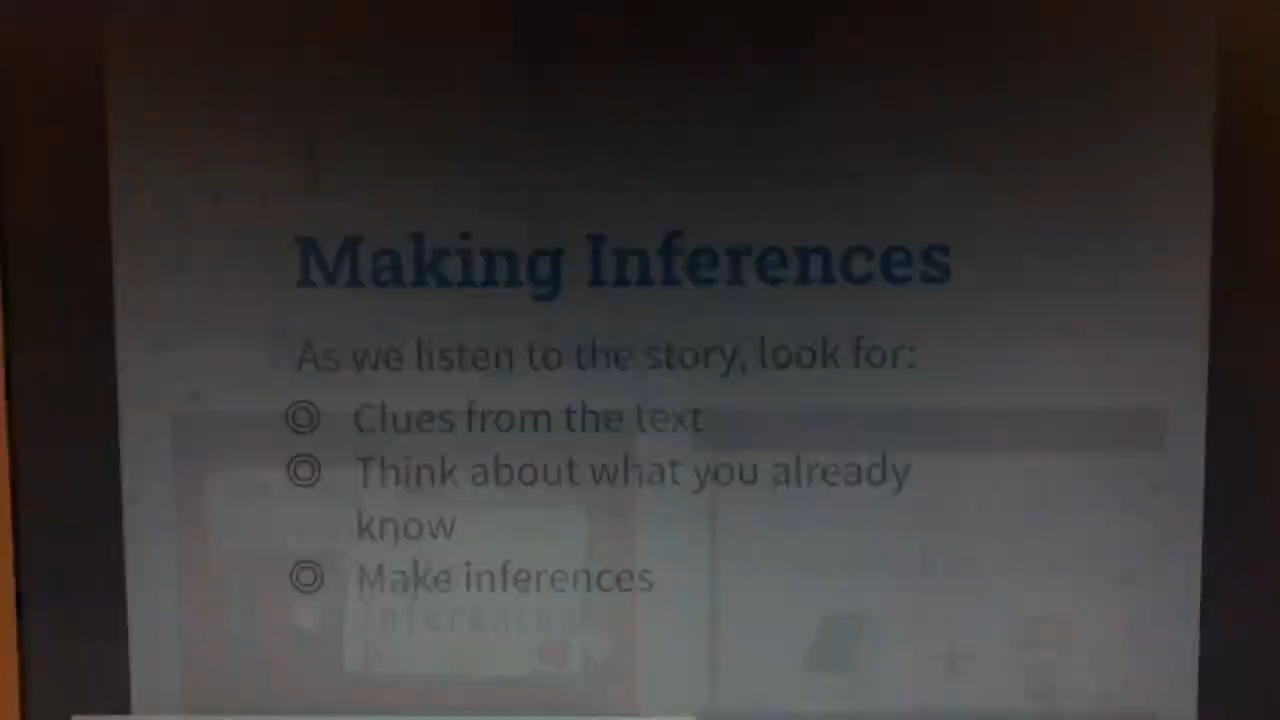 Making Inferences
As we listen to the story, look for:
◎ Clues from the text
◎ Think about what you already
know
◎ Make inferences
Inference